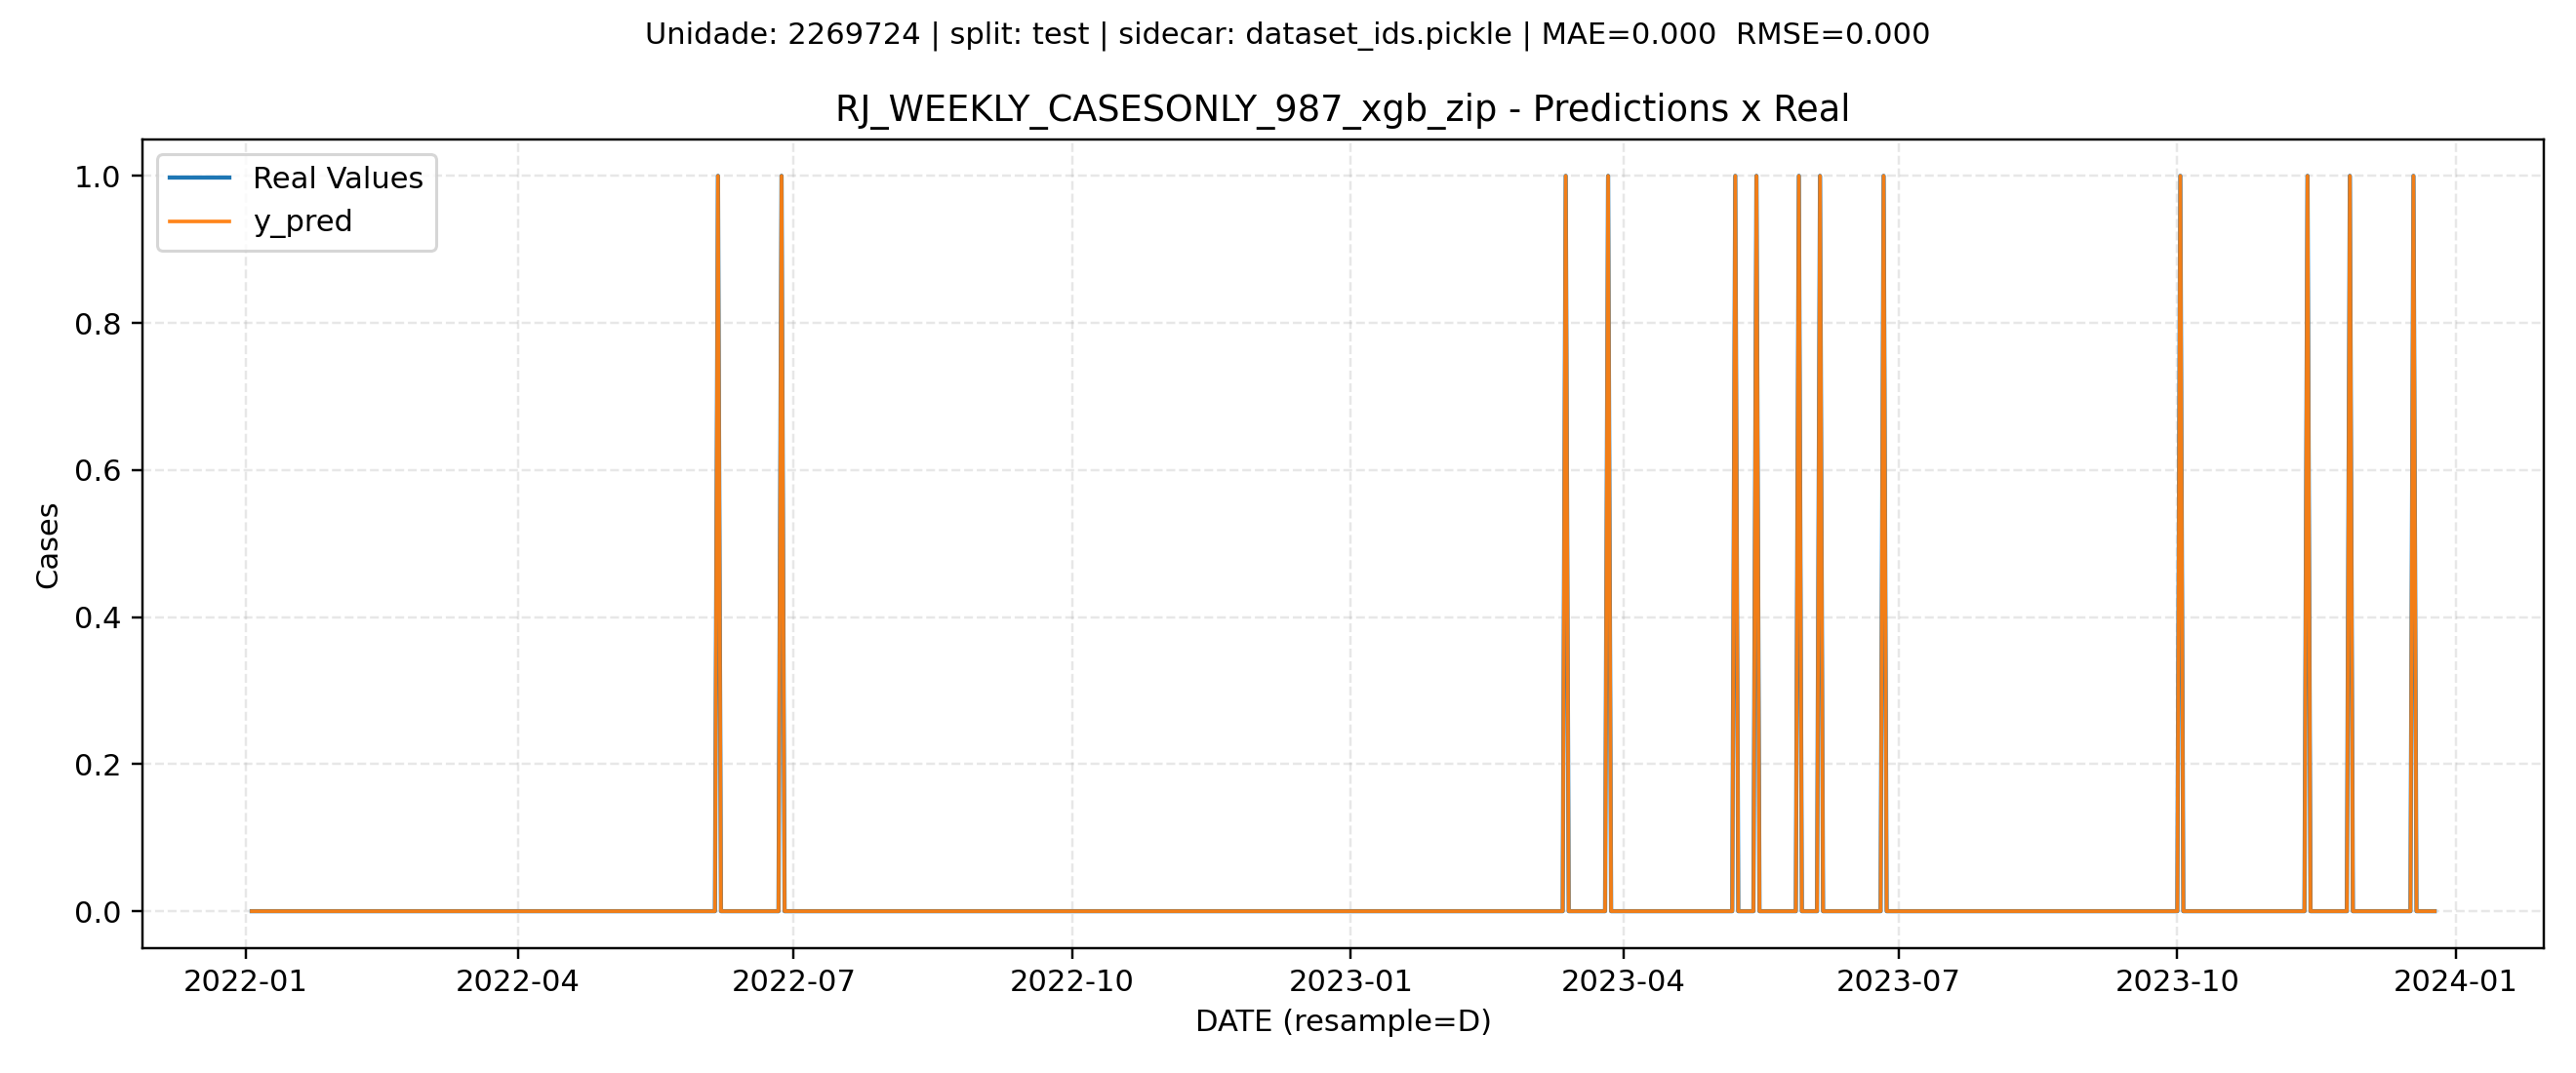 Unidade: 2269724 | split: test | sidecar: dataset_ids.pickle | MAE=0.000  RMSE=0.000
RJ_WEEKLY_CASESONLY_987_xgb_zip - Predictions x Real
Real Values
y_pred
1.0
0.8
0.6
0.4
0.2
0.0
Cases
2022-01
2022-04
2022-07
2022-10
2023-01
2023-04
2023-07
2023-10
2024-01
DATE (resample=D)